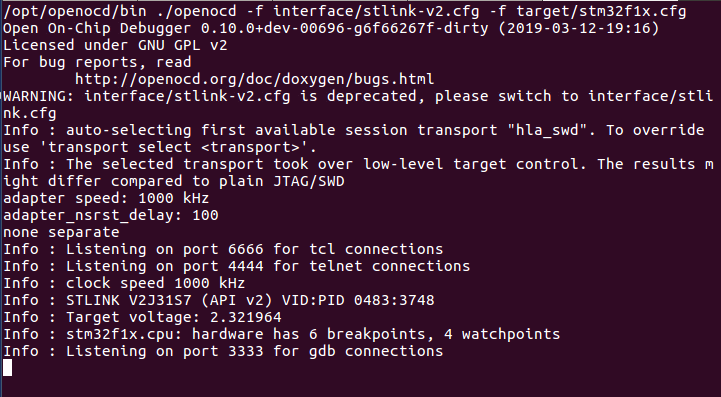 /opt/openocd/bin ./openocd -f interface/stlink-v2.cfg -f target/stm32f1x.cfg
Open On-Chip Debugger 0.10.0+dev-00696-g6f66267f-dirty (2019-03-12-19:16)
Licensed under GNU GPL v2
For bug reports, read
        http://openocd.org/doc/doxygen/bugs.html
WARNING: interface/stlink-v2.cfg is deprecated, please switch to interface/stli
nk.cfg
Info : auto-selecting first available session transport "hla_swd". To override
use 'transport select <transport>'.
Info : The selected transport took over low-level target control. The results m
ight differ compared to plain JTAG/SWD
adapter speed: 1000 kHz
adapter_nsrst_delay: 100
none separate
Info : Listening on port 6666 for tcl connections
Info : Listening on port 4444 for telnet connections
Info : clock speed 1000 kHz
Info : STLINK V2J31S7 (API v2) VID:PID 0483:3748
Info : Target voltage: 2.321964
Info : stm32f1x.cpu: hardware has 6 breakpoints, 4 watchpoints
Info : Listening on port 3333 for gdb connections